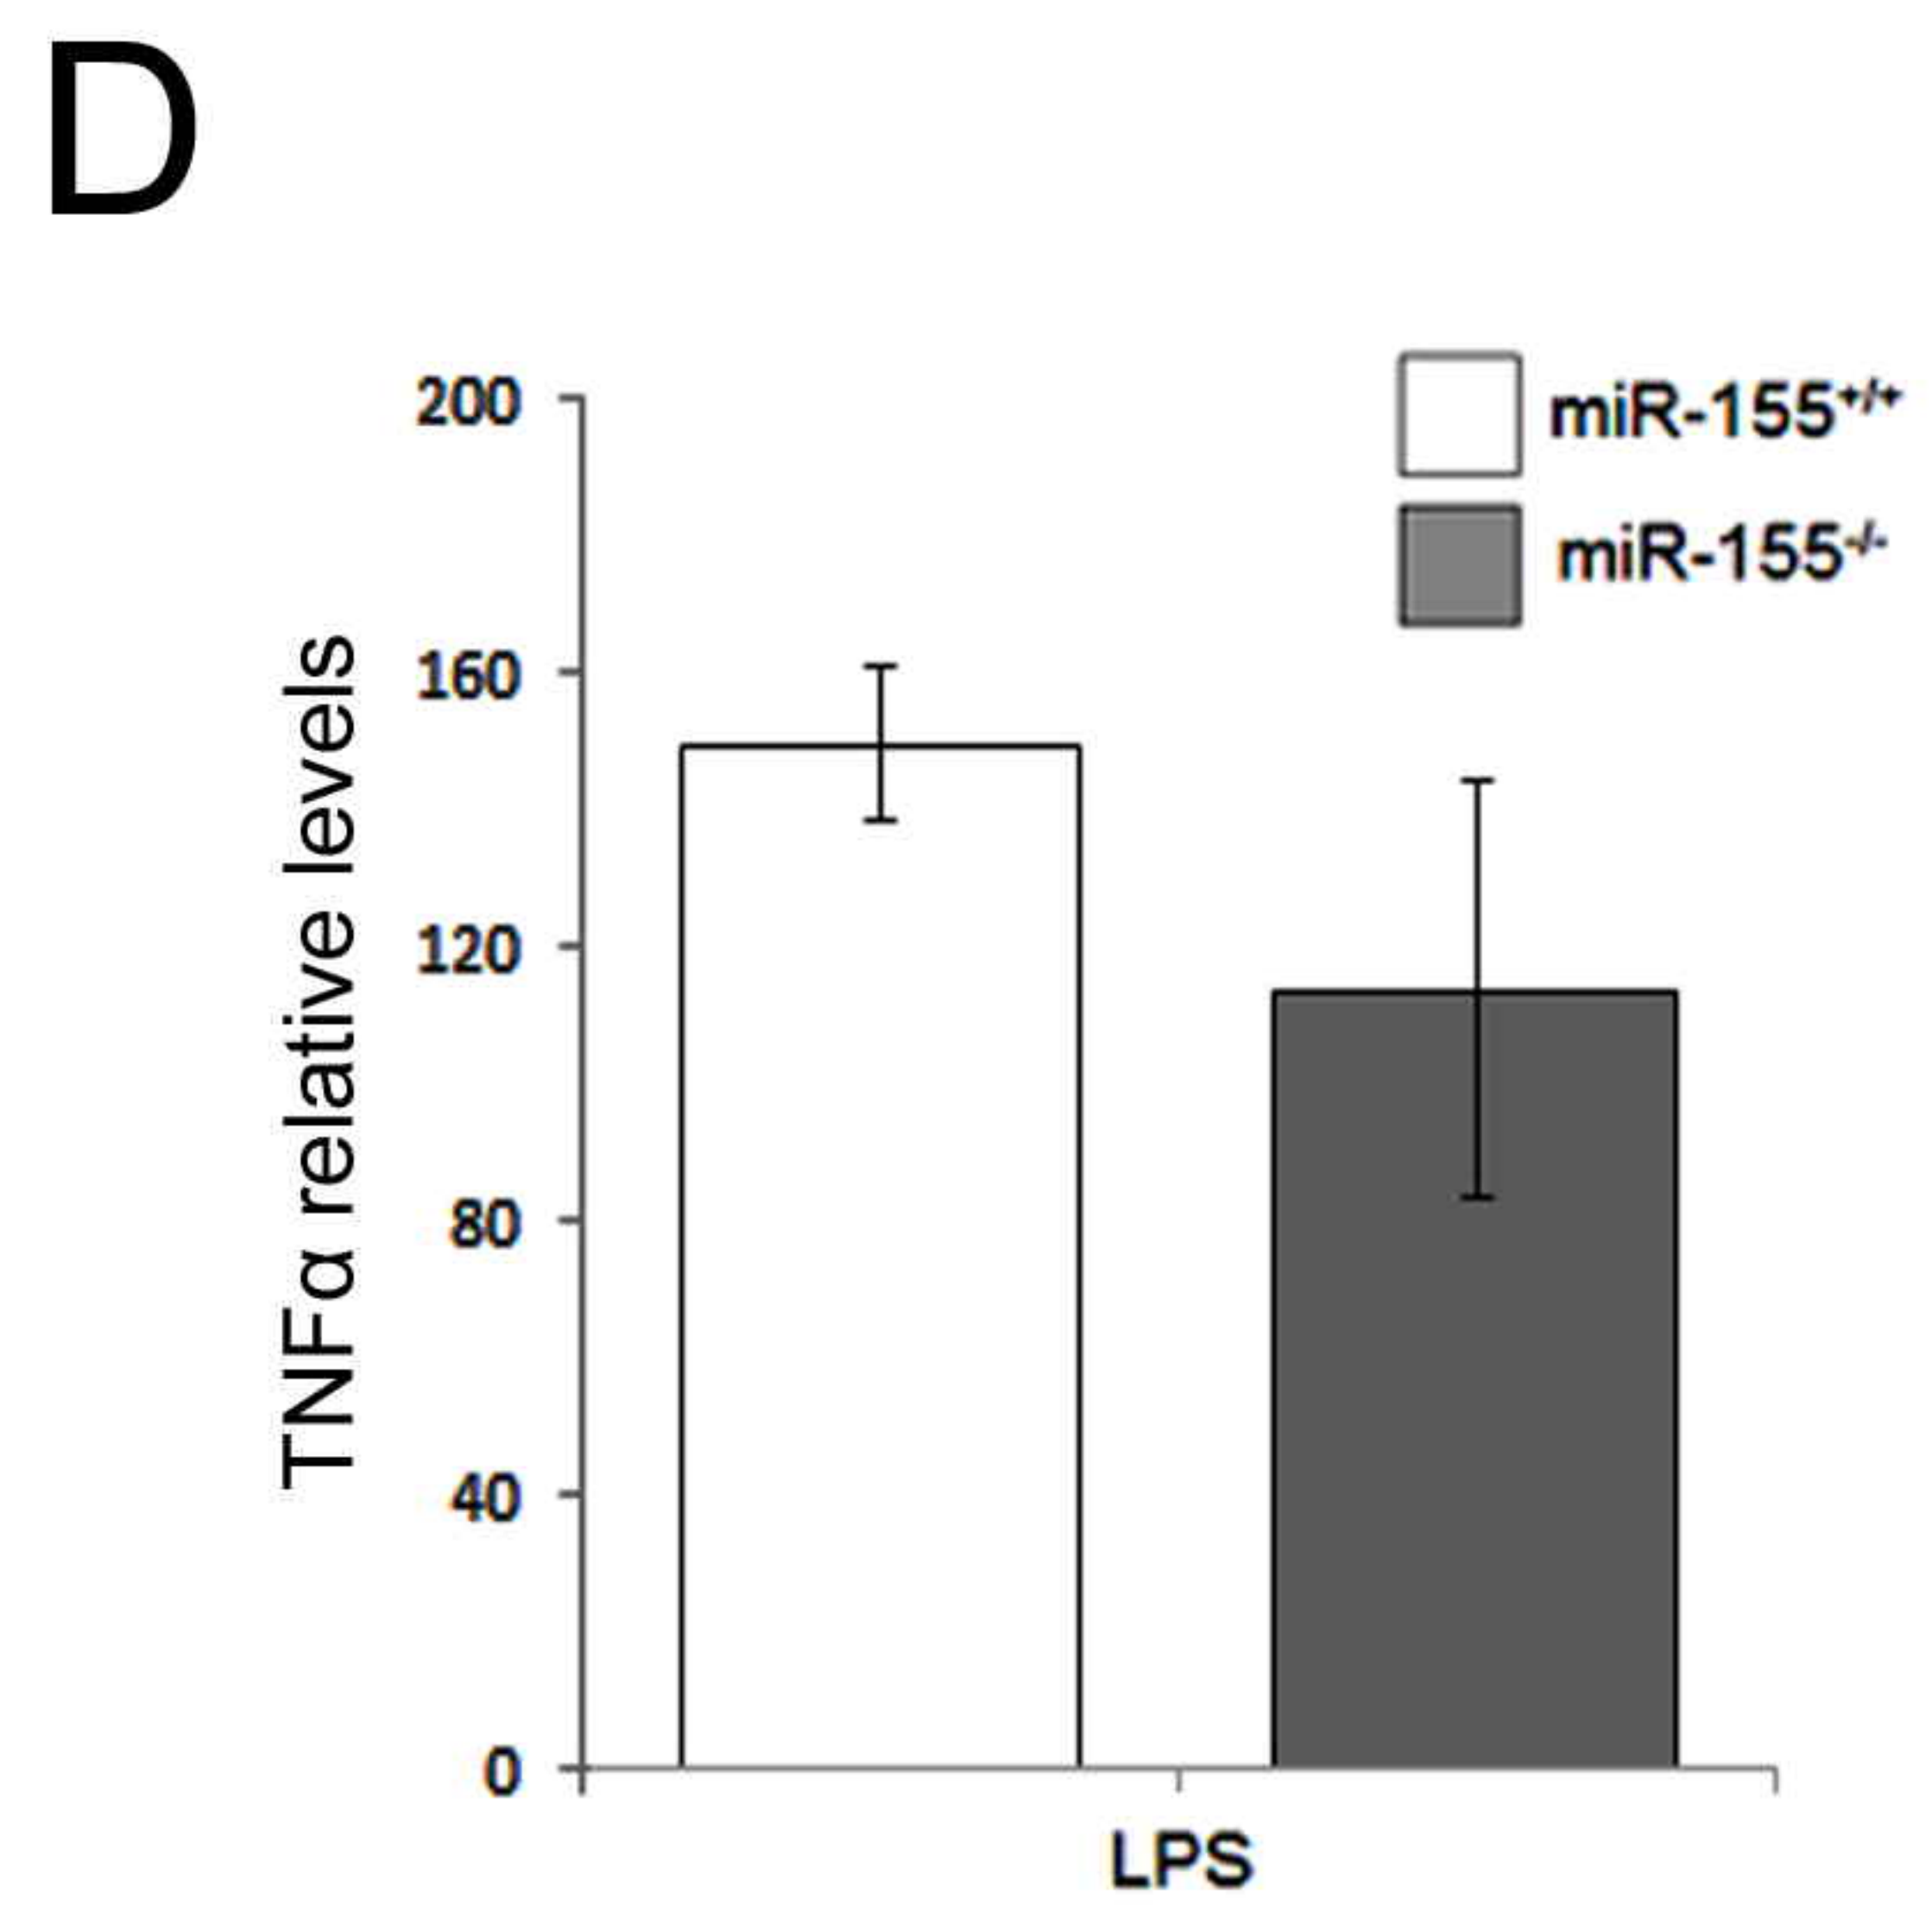 D
200
160
120
80
40
0
TNFα relative levels
miR-155+/+
miR-155-/-
LPS